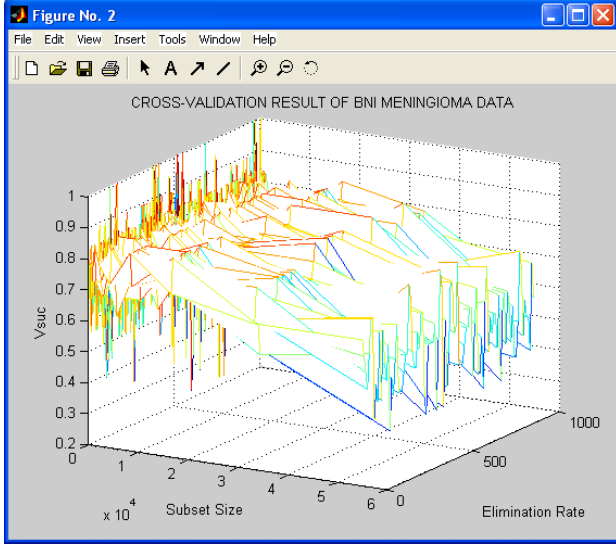 Figure No. 2
File Edit View Insert Tools Window Help
A
CROSS-VALIDATION RESULT OF BNI MENINGIOMA DATA
1
0.9
0.8
0.7
0.6
0.5
0.4
0.3
0.2
Vsuc
0
1
2
3
4
5
6
x 10^4
Subset Size
0
500
1000
Elimination Rate